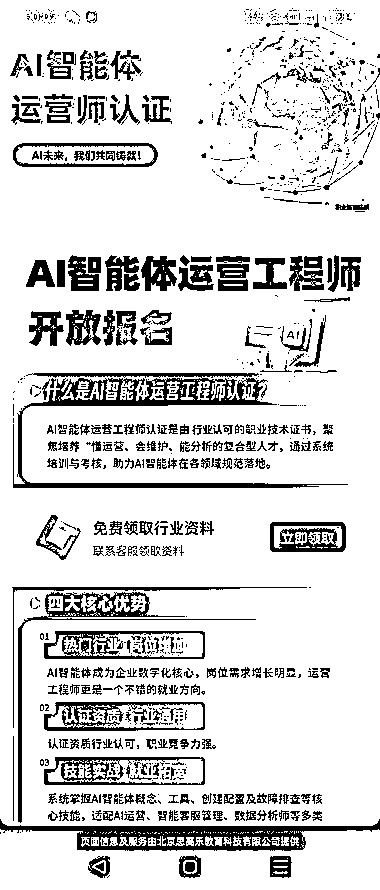 AI智能体
运营师认证
AI未来，我们共同铸就！
AI智能体运营工程师
开放报名
什么是AI智能体运营工程师认证？
AI智能体运营工程师认证是由行业认可的职业技术证书，聚
焦培养“懂运营、会维护、能分析的复合型人才，通过系统
培训与考核，助力AI智能体在各领域规范落地。
免费领取行业资料
立即领取
联系客服领取资料
四大核心优势
01
热门行业 岗位增加
AI智能体成为企业数字化核心，岗位需求增长明显，运营
工程师更是一个不错的就业方向。
02
认证资质 行业通用
认证资质行业认可，职业竞争力强。
03
技能实战 就业拓宽
系统掌握AI智能体概念、工具、创建配置及故障排查等核
心技能。适配AI运营、智能客服管理、数据分析师等多类
页面信息及服务由北京思高乐教育科技有限公司提供